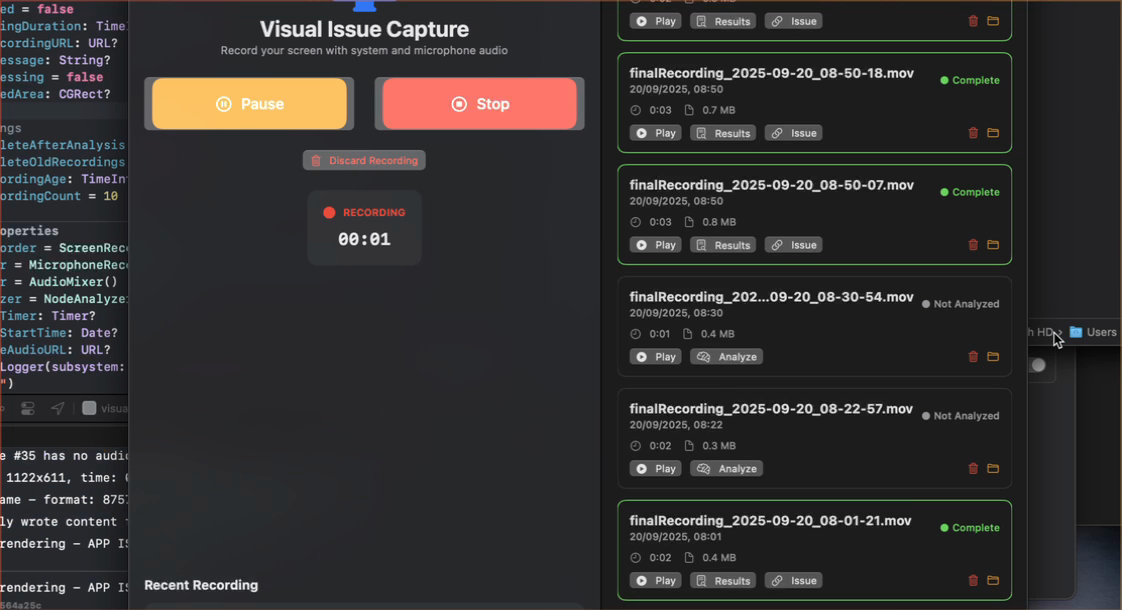 ed = false
ingDuration: Time
cordingURL: URL?
essage: String?
essing = false
edArea: CGRect?
ngs
leteAfterAnalysis
leteOldRecordings
ordingAge: TimeIn
ordingCount = 10
operties
order = ScreenRec
r = MicrophoneRec
r = AudioMixer()
zer = NodeAnalyze
Timer: Timer?
StartTime: Date?
eAudioURL: URL?
Logger(subsystem:
")
visua
e #35 has no audio
1122x611, time:
ame – format: 875
ly wrote content
rendering – APP IS
rendering – APP IS
564a25c
Visual Issue Capture
Record your screen with system and microphone audio
Pause
Stop
Discard Recording
RECORDING
00:01
Recent Recording
Play Results Issue
finalRecording_2025-09-20_08-50-18.mov
Complete
20/09/2025, 08:50
0:03 0.7 MB
Play Results Issue
finalRecording_2025-09-20_08-50-07.mov
Complete
20/09/2025, 08:50
0:03 0.8 MB
Play Results Issue
finalRecording_202...09-20_08-30-54.mov
Not Analyzed
20/09/2025, 08:30
0:01 0.4 MB
Play Analyze
finalRecording_2025-09-20_08-22-57.mov
Not Analyzed
20/09/2025, 08:22
0:02 0.3 MB
Play Analyze
finalRecording_2025-09-20_08-01-21.mov
Complete
20/09/2025, 08:01
0:02 0.4 MB
Play Results Issue
h HD
Users